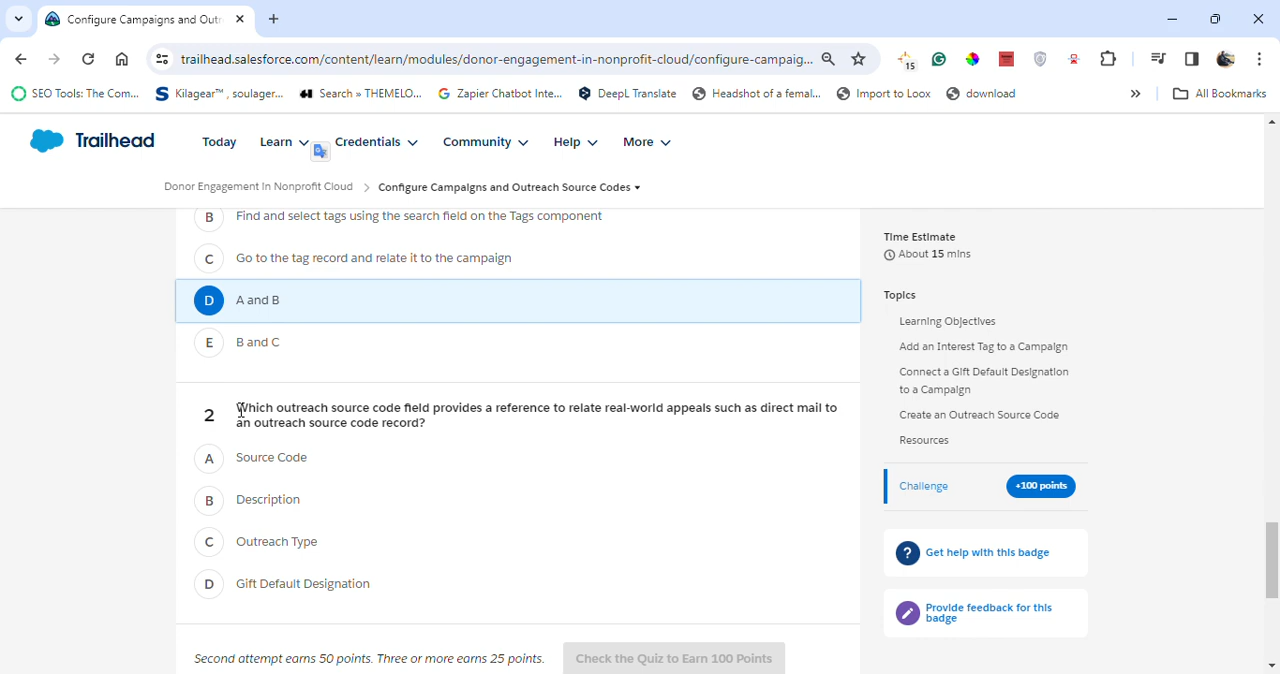 Configure Campaigns and Outr
trailhead.salesforce.com/content/learn/modules/donor-engagement-in-nonprofit-cloud/configure-campaig...
15
SEO Tools: The Com...
Kilagear™ , soulager...
Search » THEMELO...
Zapier Chatbot Inte...
DeepL Translate
Headshot of a femal...
Import to Loox
download
»
All Bookmarks
Trailhead
Today
Learn
Credentials
Community
Help
More
Donor Engagement in Nonprofit Cloud > Configure Campaigns and Outreach Source Codes
B Find and select tags using the search field on the Tags component
C Go to the tag record and relate it to the campaign
D A and B
E B and C
2 Which outreach source code field provides a reference to relate real-world appeals such as direct mail to
an outreach source code record?
A Source Code
B Description
C Outreach Type
D Gift Default Designation
Second attempt earns 50 points. Three or more earns 25 points.
Check the Quiz to Earn 100 Points
Time Estimate
About 15 mins
Topics
Learning Objectives
Add an Interest Tag to a Campaign
Connect a Gift Default Designation
to a Campaign
Create an Outreach Source Code
Resources
Challenge
+100 points
? Get help with this badge
Provide feedback for this
badge